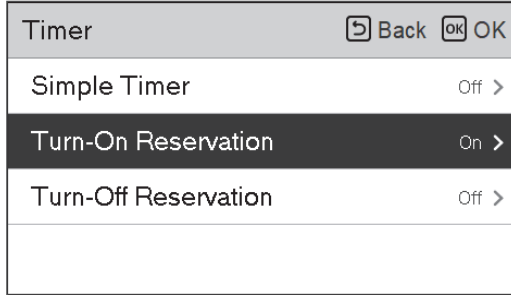 Timer Back OK OK
Simple Timer Off >
Turn-On Reservation On >
Turn-Off Reservation Off >